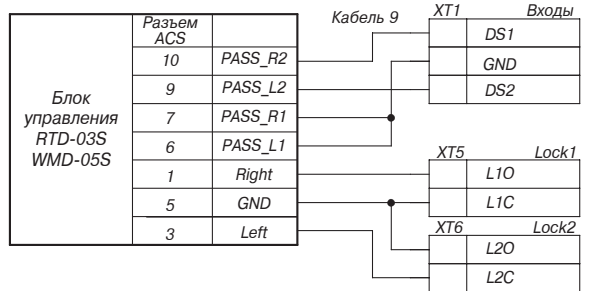 Блок
управления
RTD-03S
WMD-05S
Разъем
ACS
10 PASS_R2
9 PASS_L2
7 PASS_R1
6 PASS_L1
1 Right
5 GND
3 Left
Кабель 9
XT1 Входы
DS1
GND
DS2
XT5 Lock1
L1O
L1C
XT6 Lock2
L2O
L2C